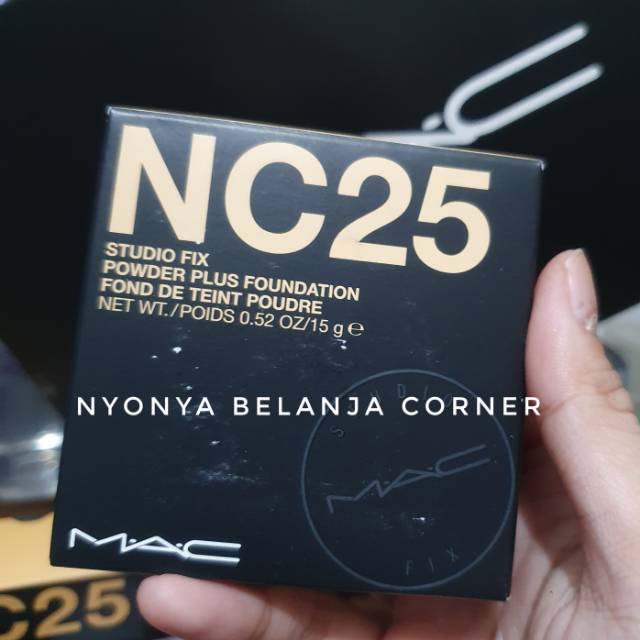 NC25
STUDIO FIX
POWDER PLUS FOUNDATION
FOND DE TEINT POUDRE
NET WT./POIDS 0.52 OZ/15 g ℮
NYONYA BELANJA CORNER
STUDIO
M·A·C
FIX
M·A·C
C25